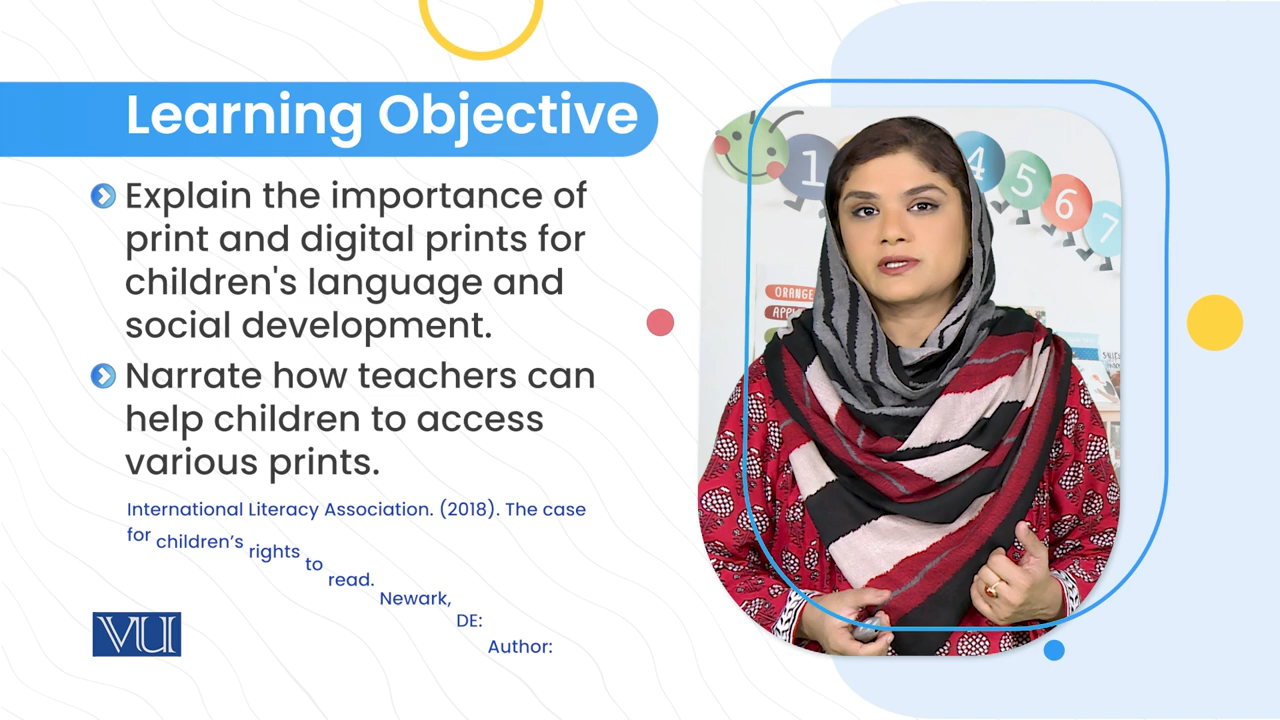 Learning Objective
Explain the importance of
print and digital prints for
children's language and
social development.
Narrate how teachers can
help children to access
various prints.
International Literacy Association. (2018). The case
for children’s rights to read. Newark, DE: Author:
VU
1 4 5 6 7
ORANGE